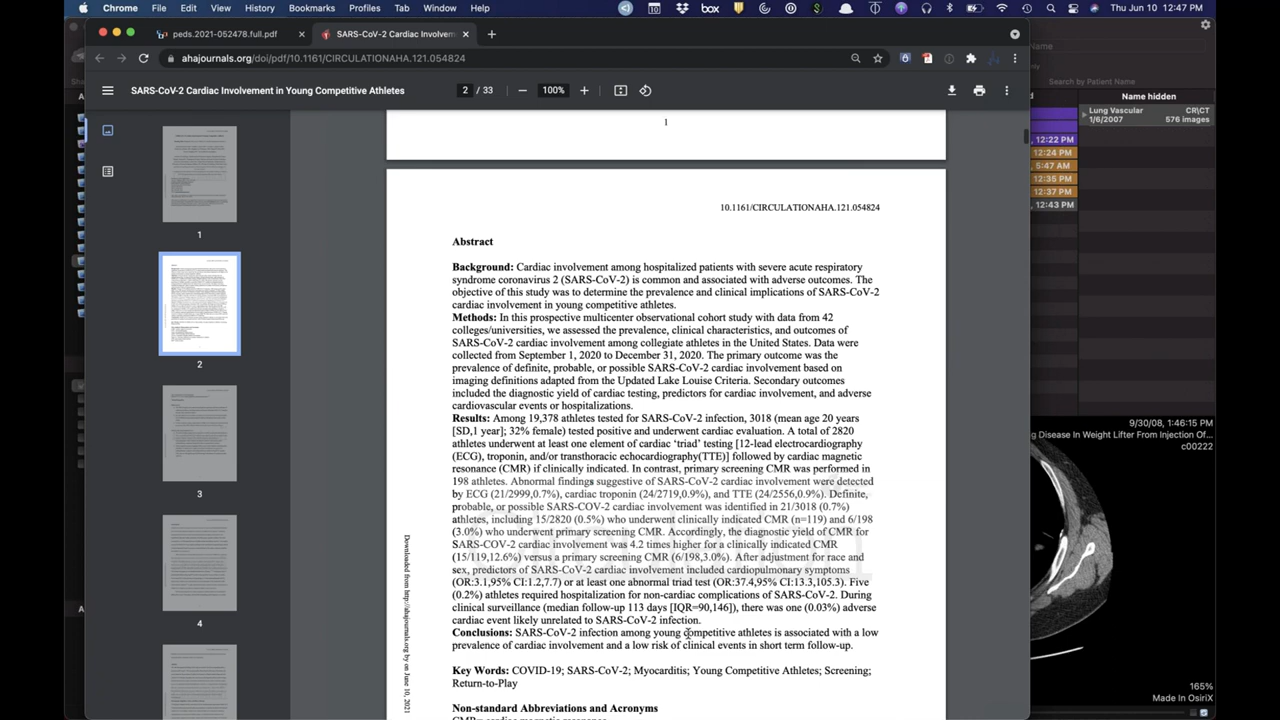 Chrome File Edit View History Bookmarks Profiles Tab Window Help
box
Thu Jun 10 12:47 PM
peds.2021-052478.full.pdf
SARS-CoV-2 Cardiac Involvem
ahajournals.org/doi/pdf/10.1161/CIRCULATIONAHA.121.054824
SARS-CoV-2 Cardiac Involvement in Young Competitive Athletes
2 / 33
100%
1
2
3
4
1
10.1161/CIRCULATIONAHA.121.054824
Abstract
Background: Cardiac involvement among hospitalized patients with severe acute respiratory
syndrome coronavirus 2 (SARS-CoV-2) is common and associated with adverse outcomes. The
objective of this study was to determine the prevalence and clinical implications of SARS-CoV-2
cardiac involvement in young competitive athletes.
Methods: In this prospective multicenter observational cohort study with data from 42
colleges/universities, we assessed the prevalence, clinical characteristics, and outcomes of
SARS-CoV-2 cardiac involvement among collegiate athletes in the United States. Data were
collected from September 1, 2020 to December 31, 2020. The primary outcome was the
prevalence of definite, probable, or possible SARS-CoV-2 cardiac involvement based on
imaging definitions adapted from the Updated Lake Louise Criteria. Secondary outcomes
included the diagnostic yield of cardiac testing, predictors for cardiac involvement, and adverse
cardiovascular events or hospitalizations.
Results: Among 19,378 athletes tested for SARS-CoV-2 infection, 3018 (mean age 20 years
[SD,1 year]; 32% female) tested positive and underwent cardiac evaluation. A total of 2820
athletes underwent at least one element of cardiac ‘triad’ testing [12-lead electrocardiography
(ECG), troponin, and/or transthoracic echocardiography(TTE)] followed by cardiac magnetic
resonance (CMR) if clinically indicated. In contrast, primary screening CMR was performed in
198 athletes. Abnormal findings suggestive of SARS-CoV-2 cardiac involvement were detected
by ECG (21/2999,0.7%), cardiac troponin (24/2719,0.9%), and TTE (24/2556,0.9%). Definite,
probable, or possible SARS-COV-2 cardiac involvement was identified in 21/3018 (0.7%)
athletes, including 15/2820 (0.5%) who underwent clinically indicated CMR (n=119) and 6/198
(3.0%) who underwent primary screening CMR. Accordingly, the diagnostic yield of CMR for
SARS-COV-2 cardiac involvement was 4.2 times higher for a clinically indicated CMR
(15/119,12.6%) versus a primary screening CMR (6/198,3.0%). After adjustment for race and
sex, predictors of SARS-CoV-2 cardiac involvement included cardiopulmonary symptoms
(OR:3.1,95% CI:1.2,7.7) or at least one abnormal triad test (OR:37.4,95% CI:13.3,105.3). Five
(0.2%) athletes required hospitalization for non-cardiac complications of SARS-CoV-2. During
clinical surveillance (median follow-up 113 days [IQR=90,146]), there was one (0.03%) adverse
cardiac event likely unrelated to SARS-CoV-2 infection.
Conclusions: SARS-CoV-2 infection among young competitive athletes is associated with a low
prevalence of cardiac involvement and a low risk of clinical events in short term follow-up.
Key Words: COVID-19; SARS-CoV-2; Myocarditis; Young Competitive Athletes; Screening;
Return-to-Play
Non-standard Abbreviations and Acronyms
Downloaded from http://ahajournals.org by on June 10, 2021
Name
Search by Patient Name
Name hidden
Lung Vascular CR\CT
1/6/2007 576 images
12:22 PM
12:24 PM
5:47 AM
12:35 PM
12:37 PM
12:43 PM
9/30/08, 1:46:15 PM
g Disease In Weight Lifter From Injection Of...
c00222
165%
Made In OsiriX